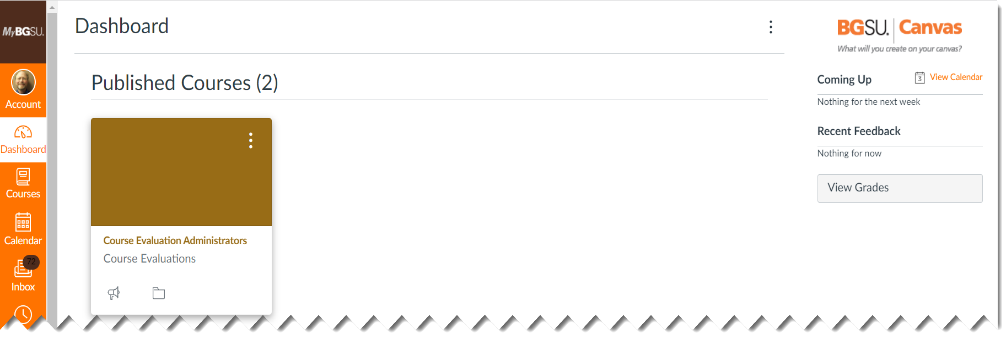 MyBGSU.
Account
Dashboard
Courses
Calendar
72
Inbox
Dashboard
Published Courses (2)
Course Evaluation Administrators
Course Evaluations
BGSU. Canvas
What will you create on your canvas?
Coming Up
3 View Calendar
Nothing for the next week
Recent Feedback
Nothing for now
View Grades